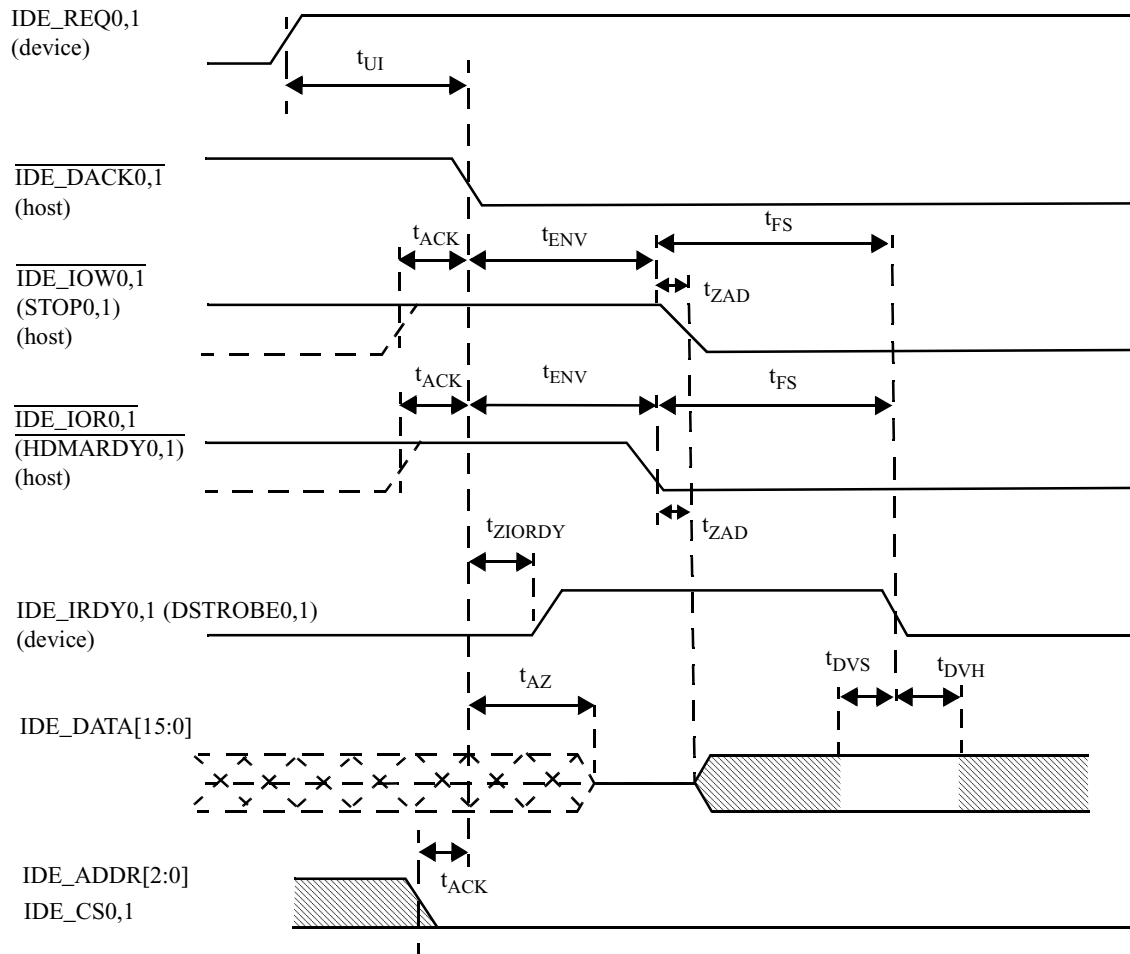 IDE_REQ0,1
(device)
tUI
IDE_DACK0,1
(host)
tACK
tENV
tFS
IDE_IOW0,1
(STOP0,1)
(host)
tZAD
tACK
tENV
tFS
IDE_IOR0,1
(HDMARDY0,1)
(host)
tZIORDY
tZAD
IDE_IRDY0,1 (DSTROBE0,1)
(device)
tDVS
tDVH
tAZ
IDE_DATA[15:0]
IDE_ADDR[2:0]
tACK
IDE_CS0,1